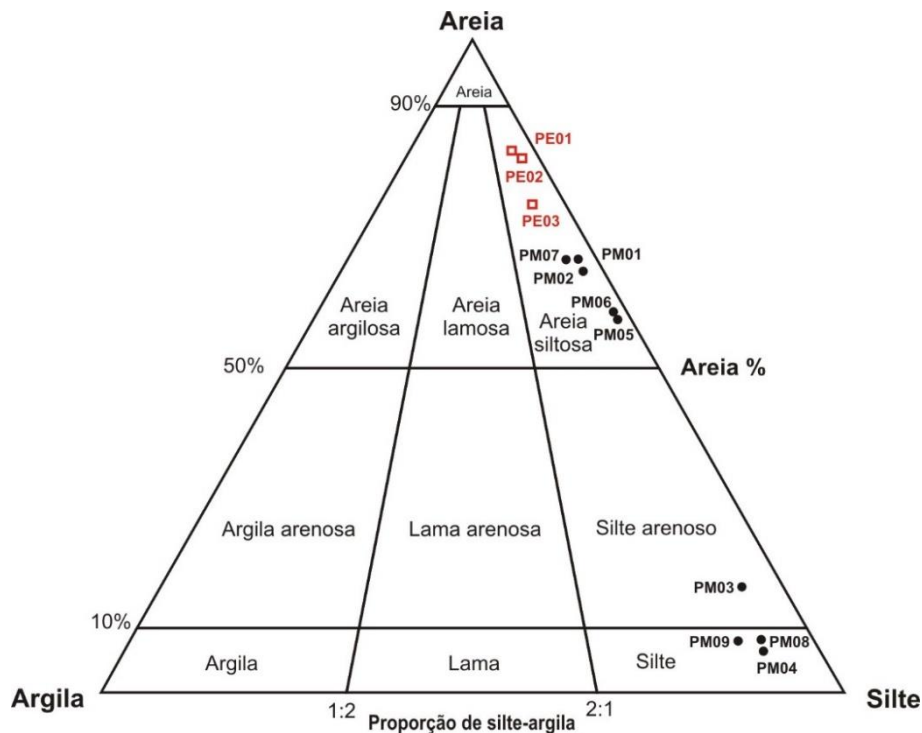 Areia
Areia
90%
PE01
PE02
PE03
PM07
PM01
PM02
PM06
PM05
Areia
argilosa
Areia
lamosa
Areia
siltosa
50%
Areia %
Argila arenosa
Lama arenosa
Silte arenoso
PM03
10%
PM09
PM08
PM04
Argila
Lama
Silte
Argila
Silte
1:2
2:1
Proporção de silte-argila